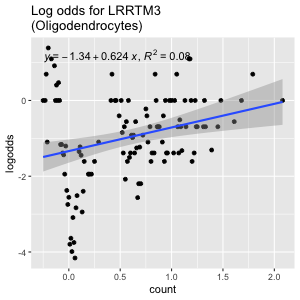 Log odds for LRRTM3
(Oligodendrocytes)
y = − 1.34 + 0.624 x, R² = 0.08
logodds
0
-2
-4
0.0 0.5 1.0 1.5 2.0
count